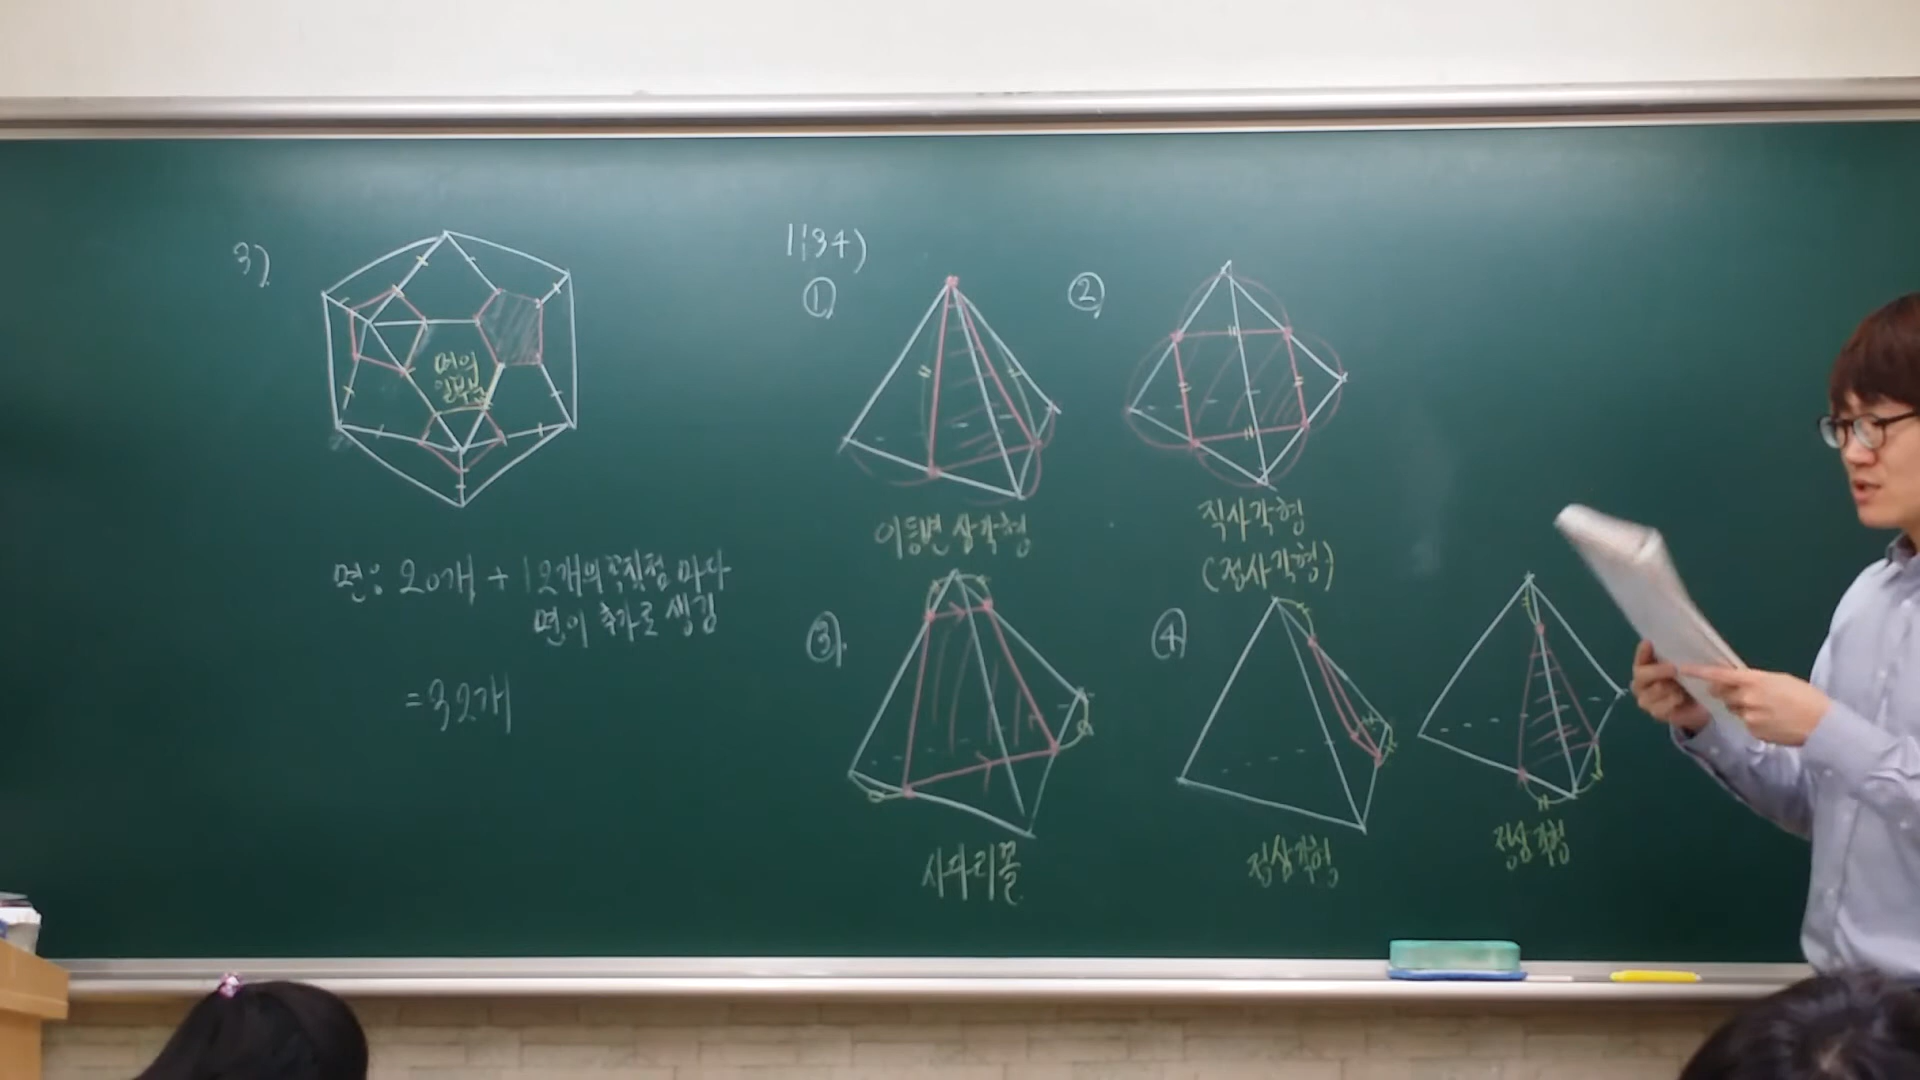 3)
면의
일부
면: 20개 + 12개의 꼭짓점 마다
면이 추가로 생김
= 32개
1134)
①
이등변 삼각형
②
직사각형
(정사각형)
③
사다리꼴
④
정삼각형
정삼각형